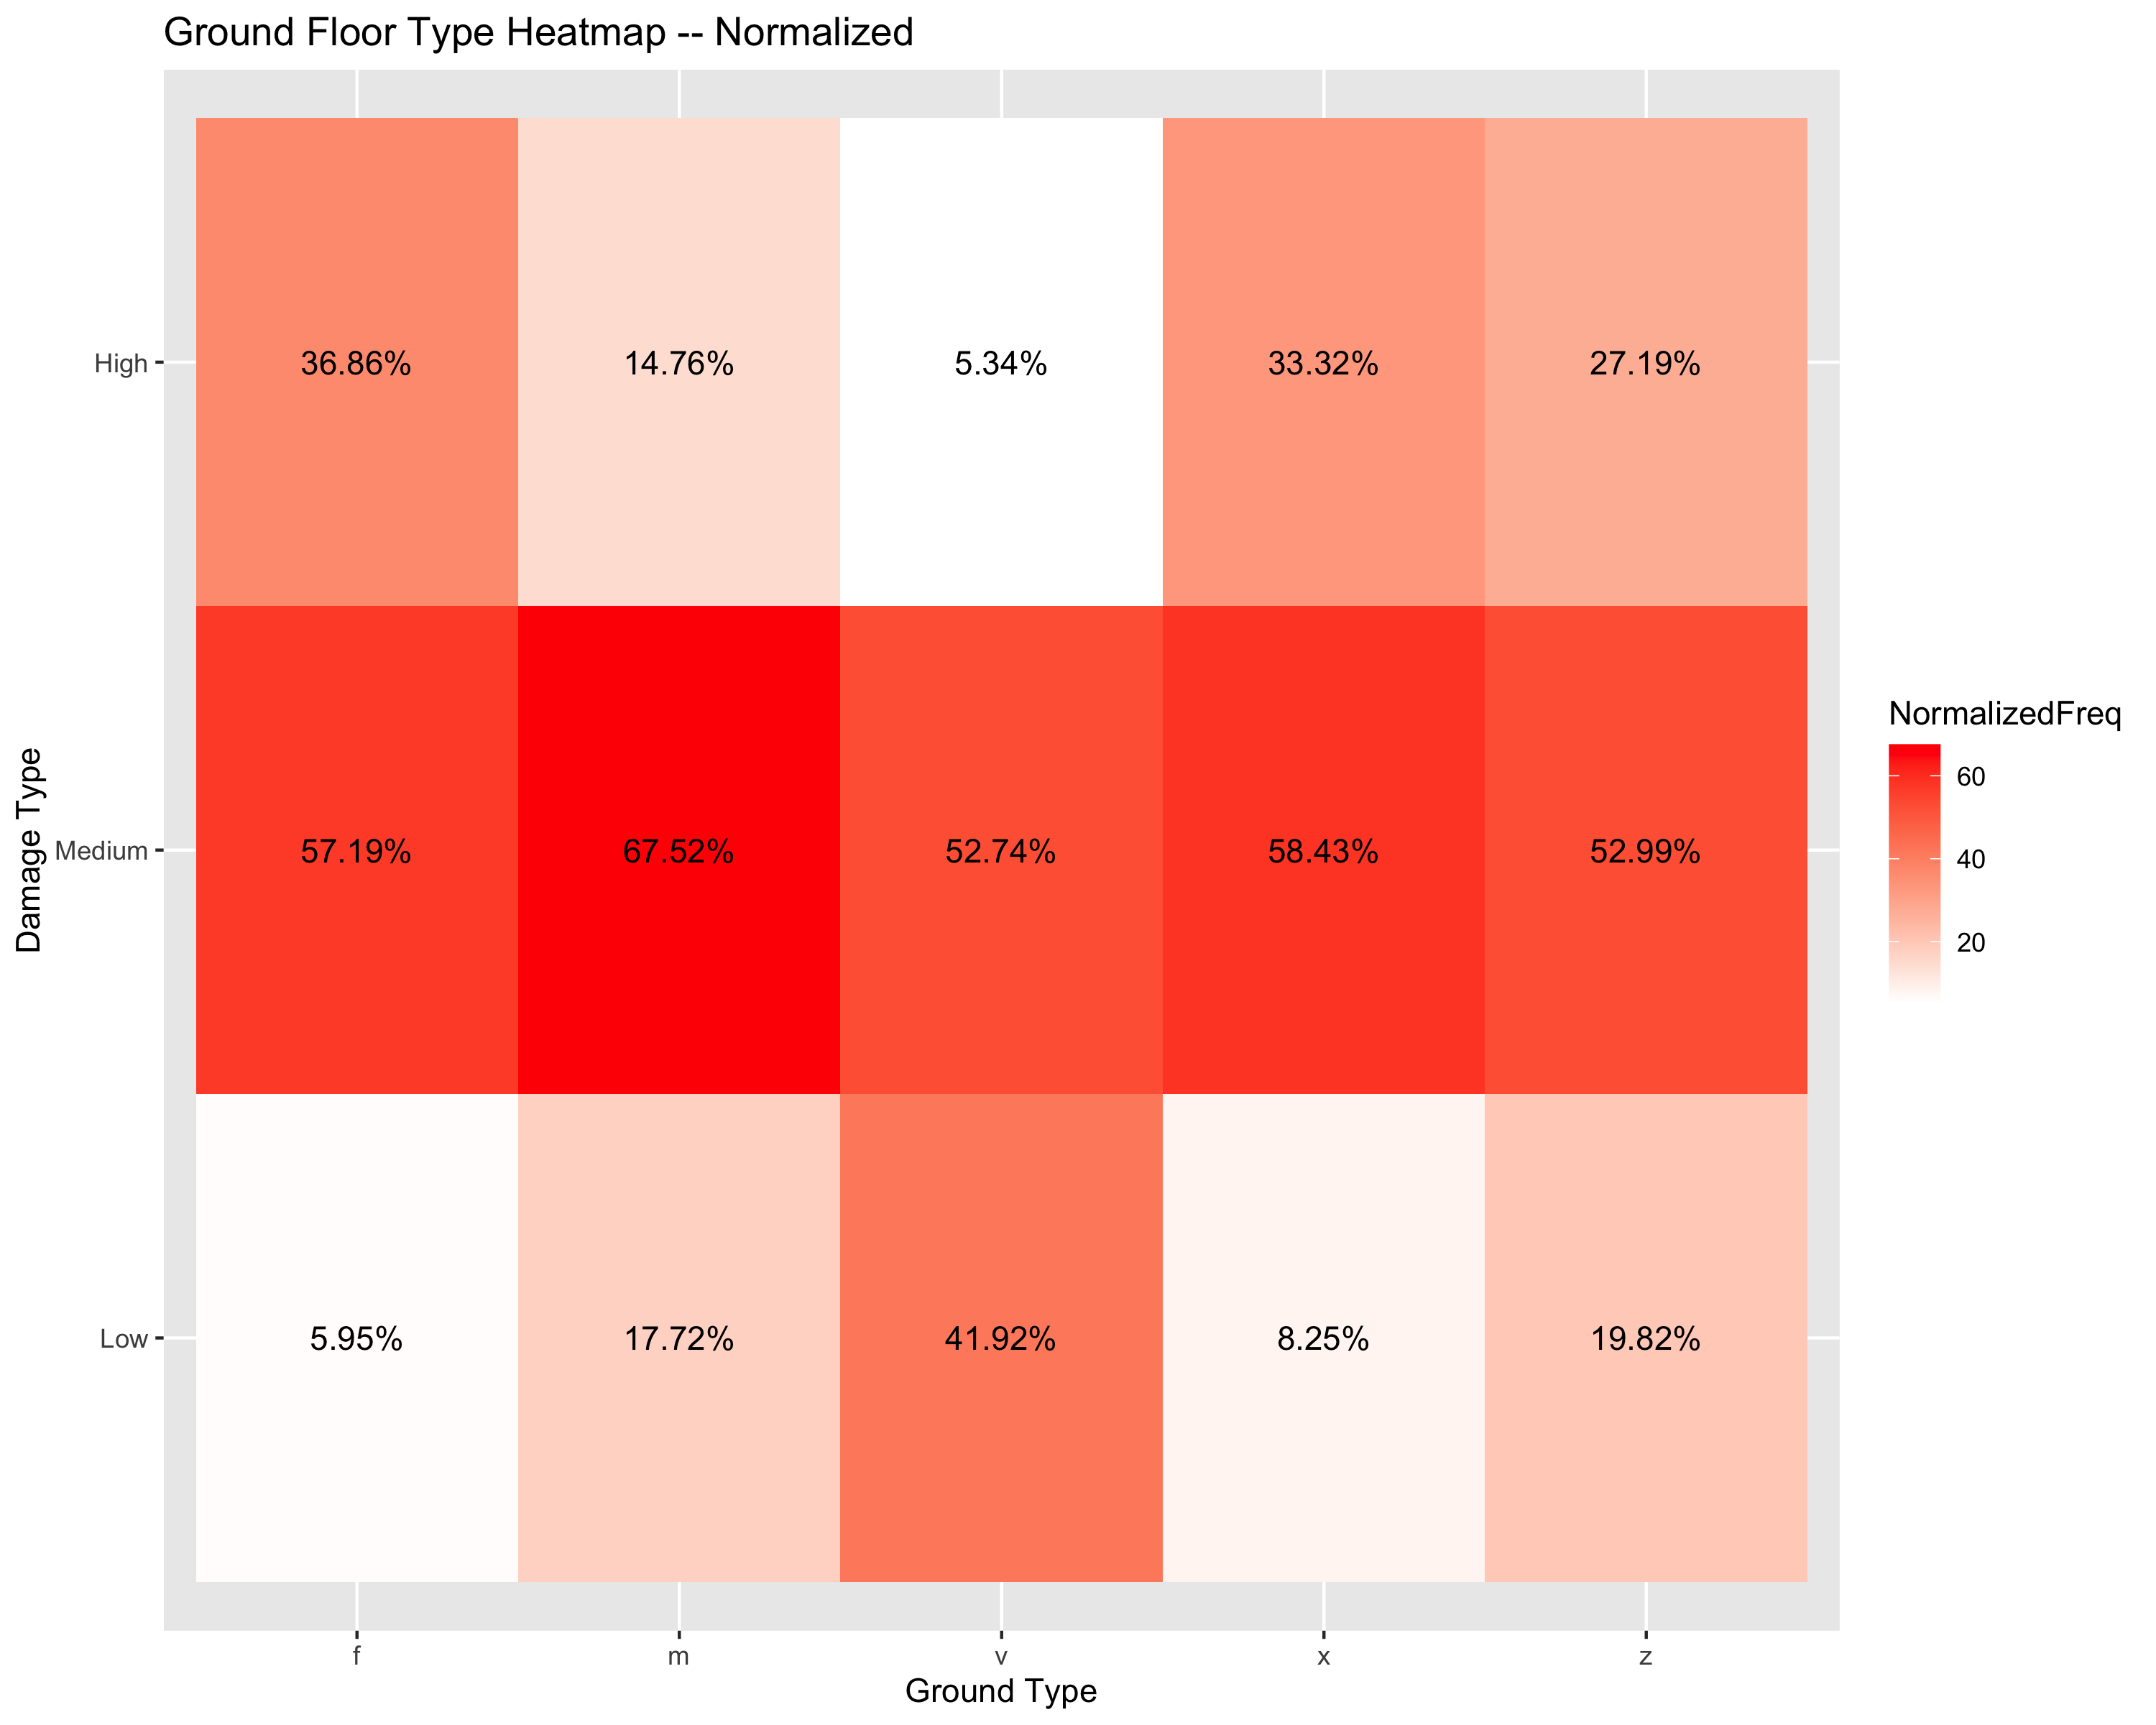 Ground Floor Type Heatmap -- Normalized
Damage Type
High
36.86% 14.76% 5.34% 33.32% 27.19%
Medium
57.19% 67.52% 52.74% 58.43% 52.99%
Low
5.95% 17.72% 41.92% 8.25% 19.82%
f m v x z
Ground Type
NormalizedFreq
60
40
20